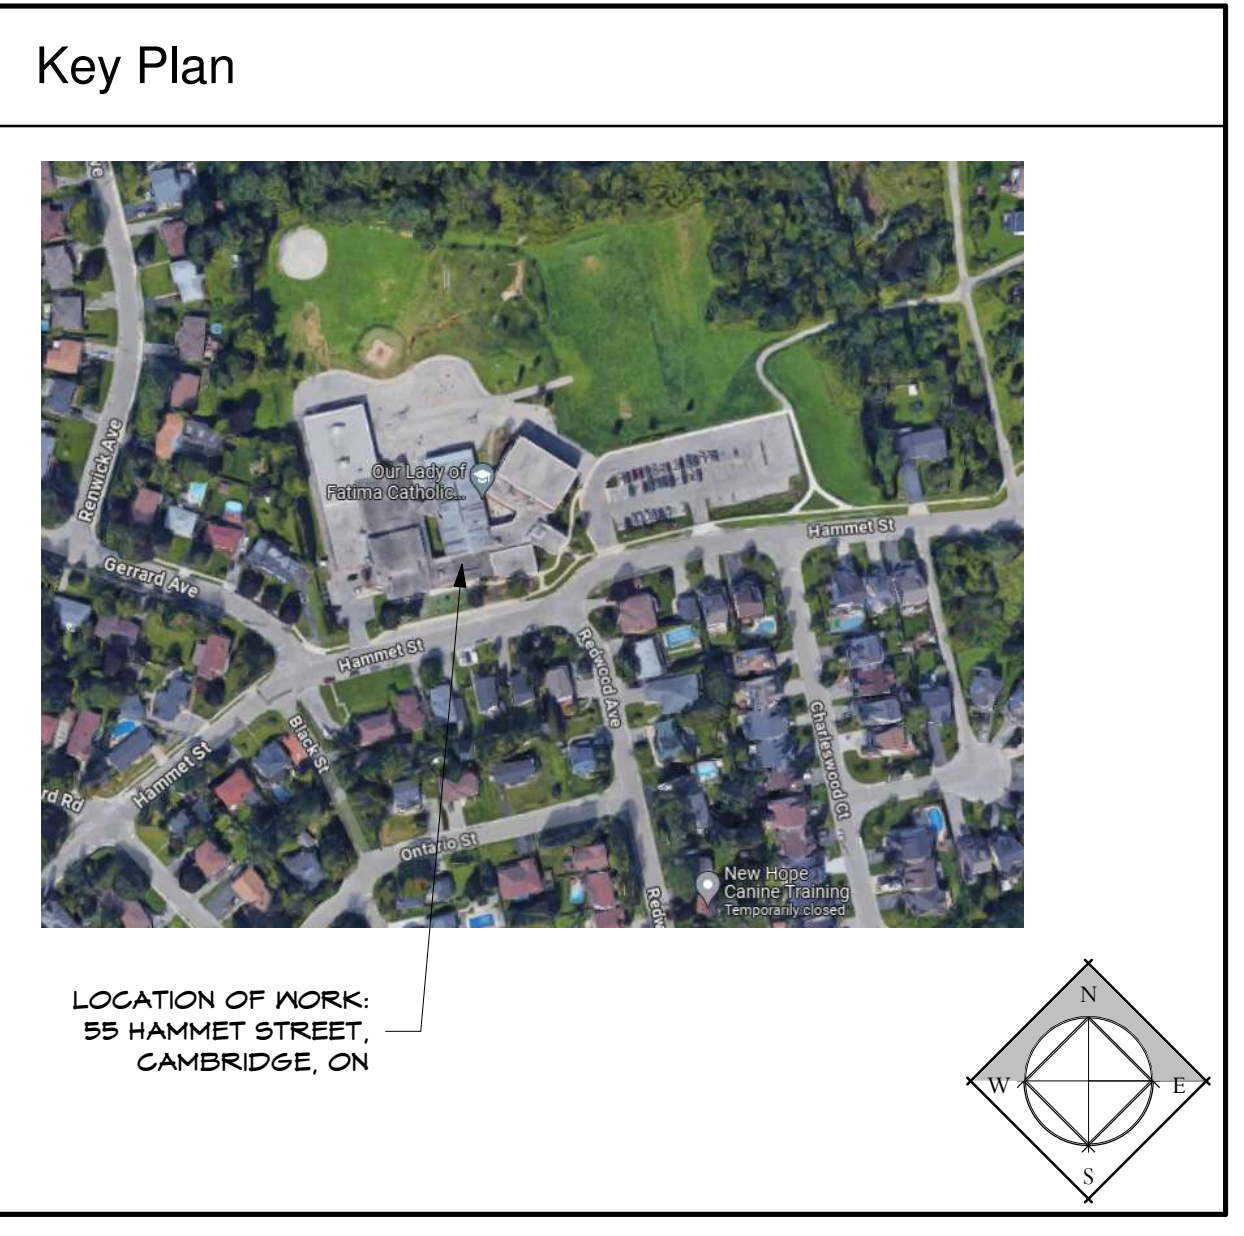 Key Plan
ve
Renwick Ave
Our Lady of
Fatima Catholic...
Hammet St
Gerrard Ave
Hammet St
Redwood Ave
Black St
Charleswood Ct
Hammet St
rd Rd
Ontario St
New Hope
Canine Training
Temporarily closed
Redw
LOCATION OF WORK:
55 HAMMET STREET,
CAMBRIDGE, ON
N
W
E
S